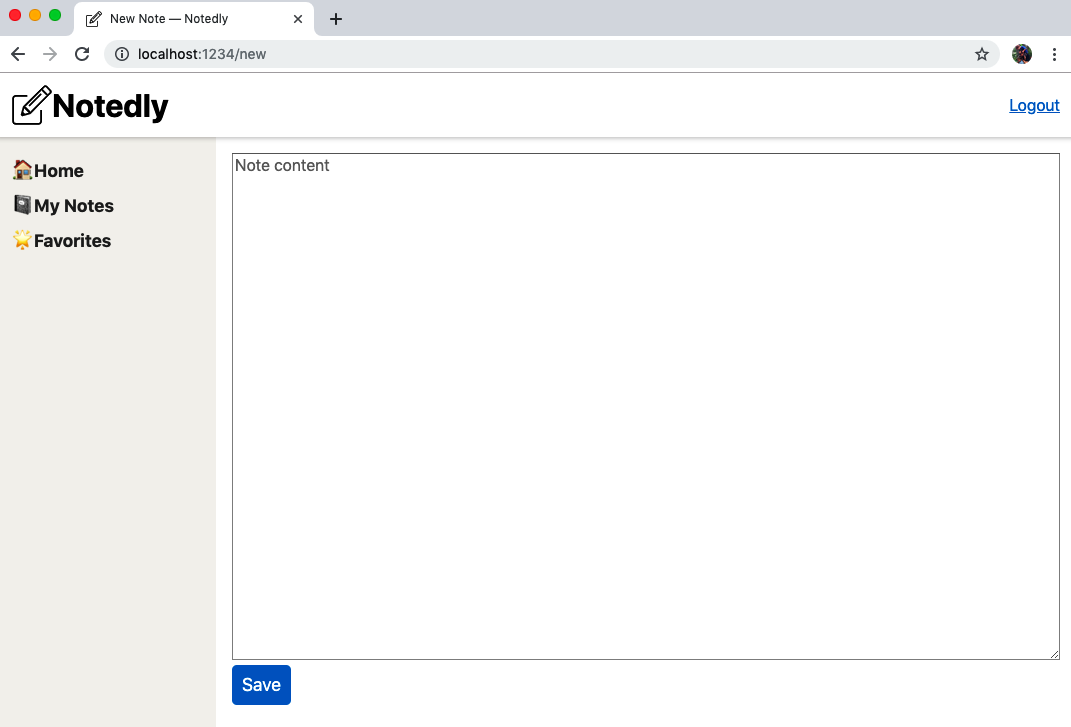 New Note — Notedly
localhost:1234/new
Notedly
Logout
Home
My Notes
Favorites
Note content
Save